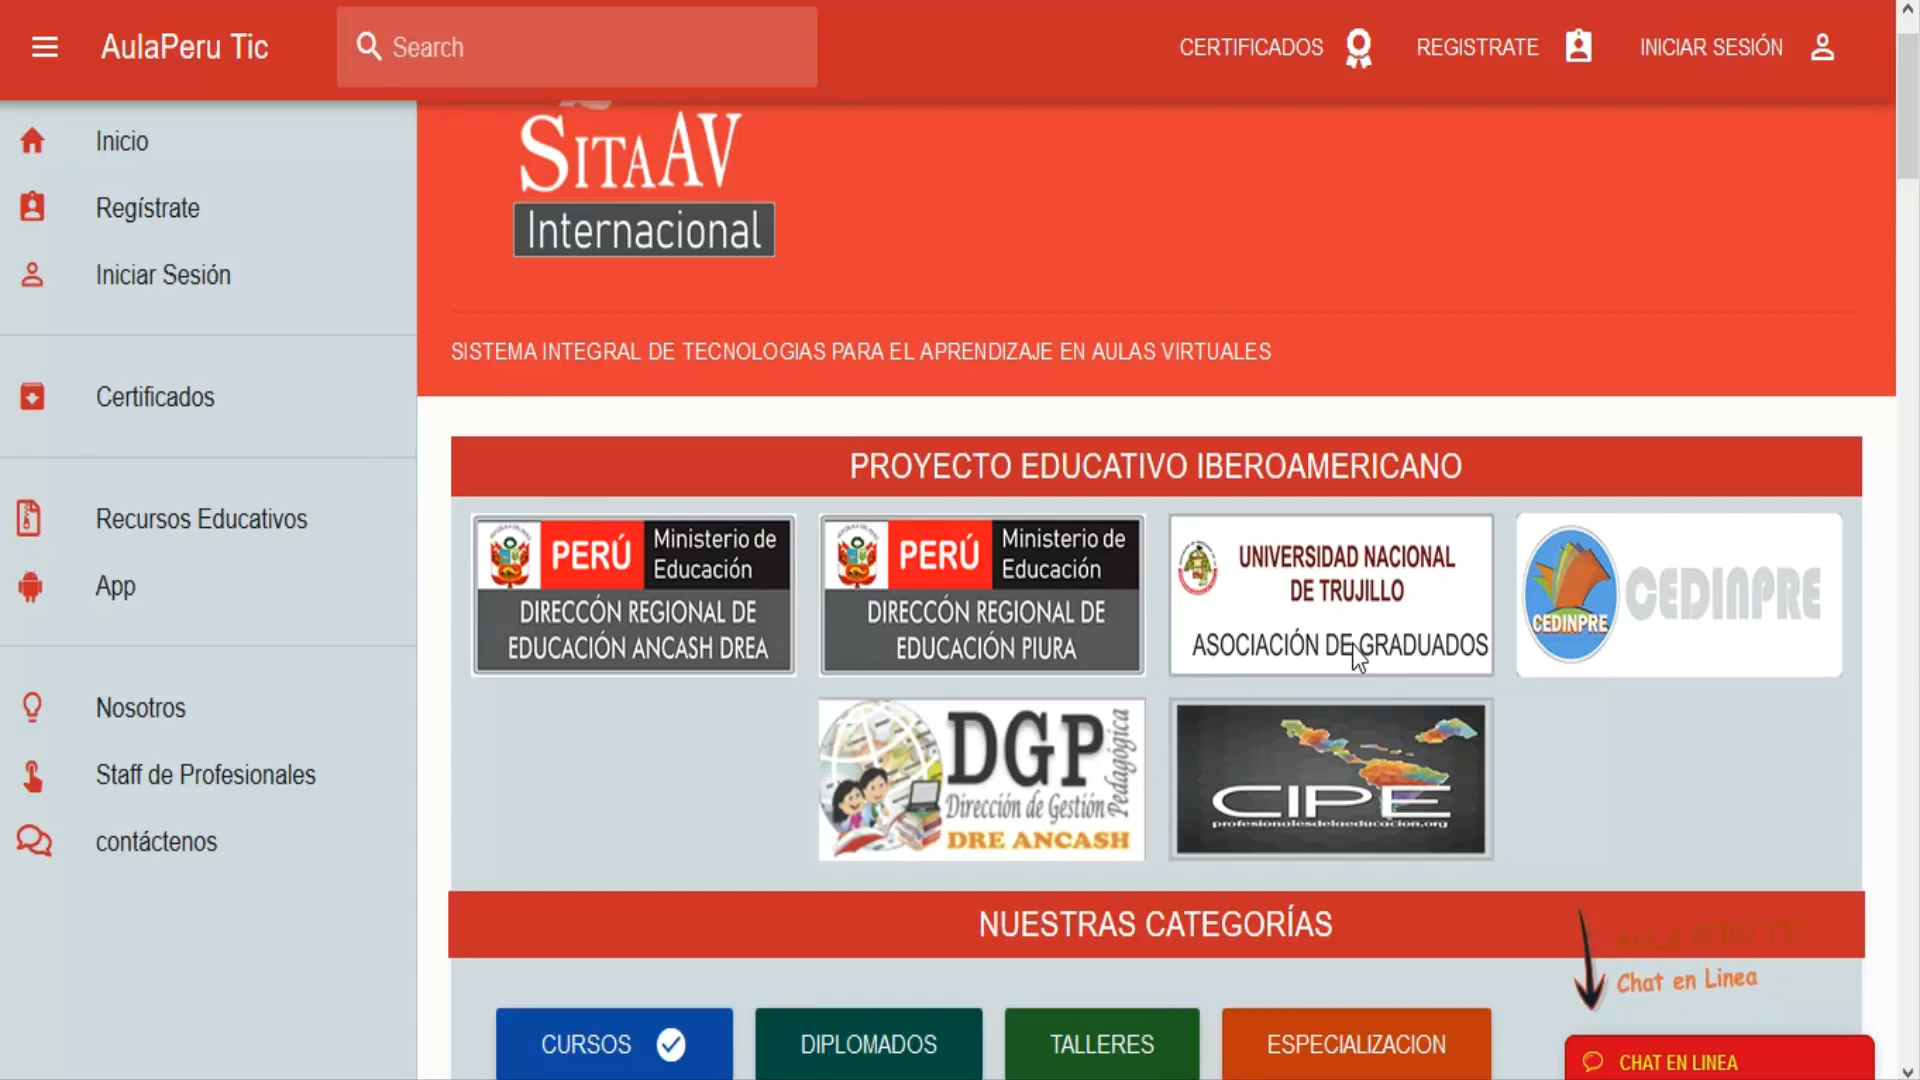 AulaPeru Tic
Search
CERTIFICADOS
REGISTRATE
INICIAR SESIÓN
Inicio
Regístrate
Iniciar Sesión
Certificados
Recursos Educativos
App
Nosotros
Staff de Profesionales
contáctenos
SITAAV
Internacional
SISTEMA INTEGRAL DE TECNOLOGIAS PARA EL APRENDIZAJE EN AULAS VIRTUALES
PROYECTO EDUCATIVO IBEROAMERICANO
PERÚ
Ministerio de
Educación
DIRECCÓN REGIONAL DE
EDUCACIÓN ANCASH DREA
PERÚ
Ministerio de
Educación
DIRECCÓN REGIONAL DE
EDUCACIÓN PIURA
UNIVERSIDAD NACIONAL
DE TRUJILLO
ASOCIACIÓN DE GRADUADOS
CEDINPRE
CEDINPRE
DGP
Dirección de Gestión
Pedagógica
DRE ANCASH
CIPE
profesionalesdelaeducacion.org
NUESTRAS CATEGORÍAS
Chat en Linea
CURSOS
DIPLOMADOS
TALLERES
ESPECIALIZACION
CHAT EN LINEA